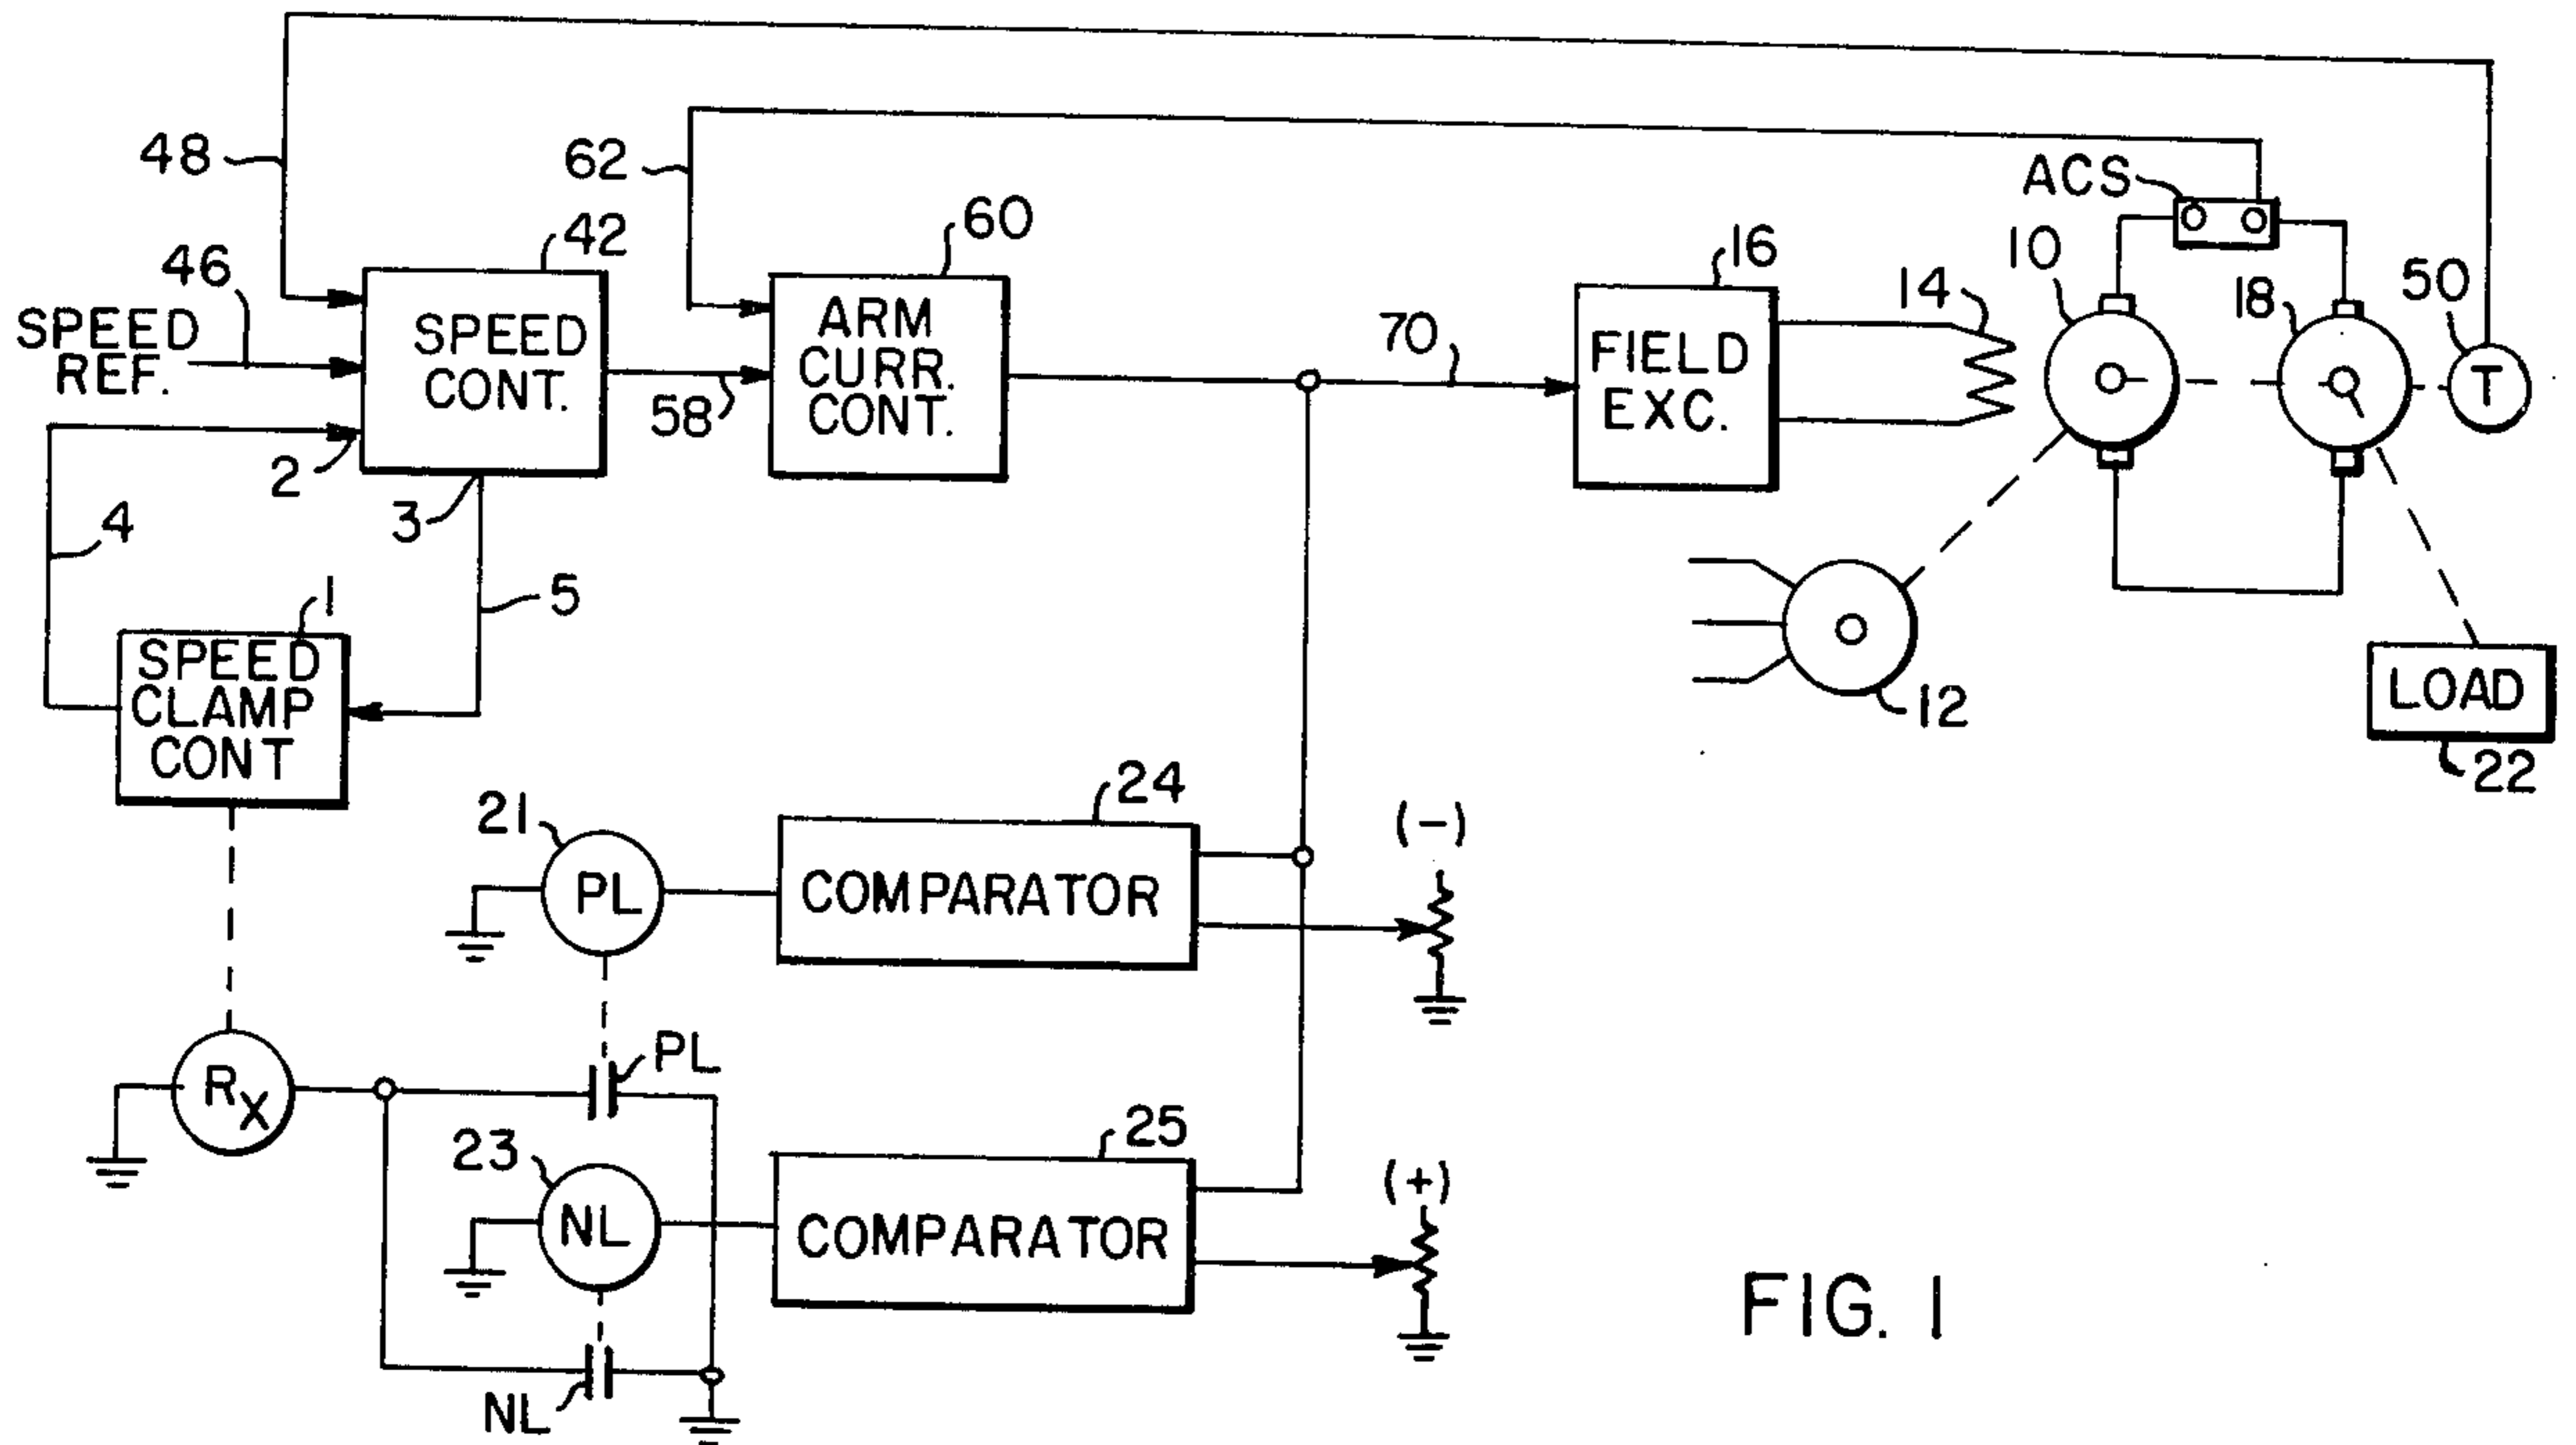 48
62
ACS
60
42
46
16
10
14
18
50
SPEED
REF.
SPEED
CONT.
ARM
CURR.
CONT.
70
FIELD
EXC.
T
58
2
4
3
5
1
SPEED
CLAMP
CONT
12
LOAD
22
21
24
(-)
PL
COMPARATOR
PL
RX
23
25
(+)
NL
COMPARATOR
NL
FIG. 1